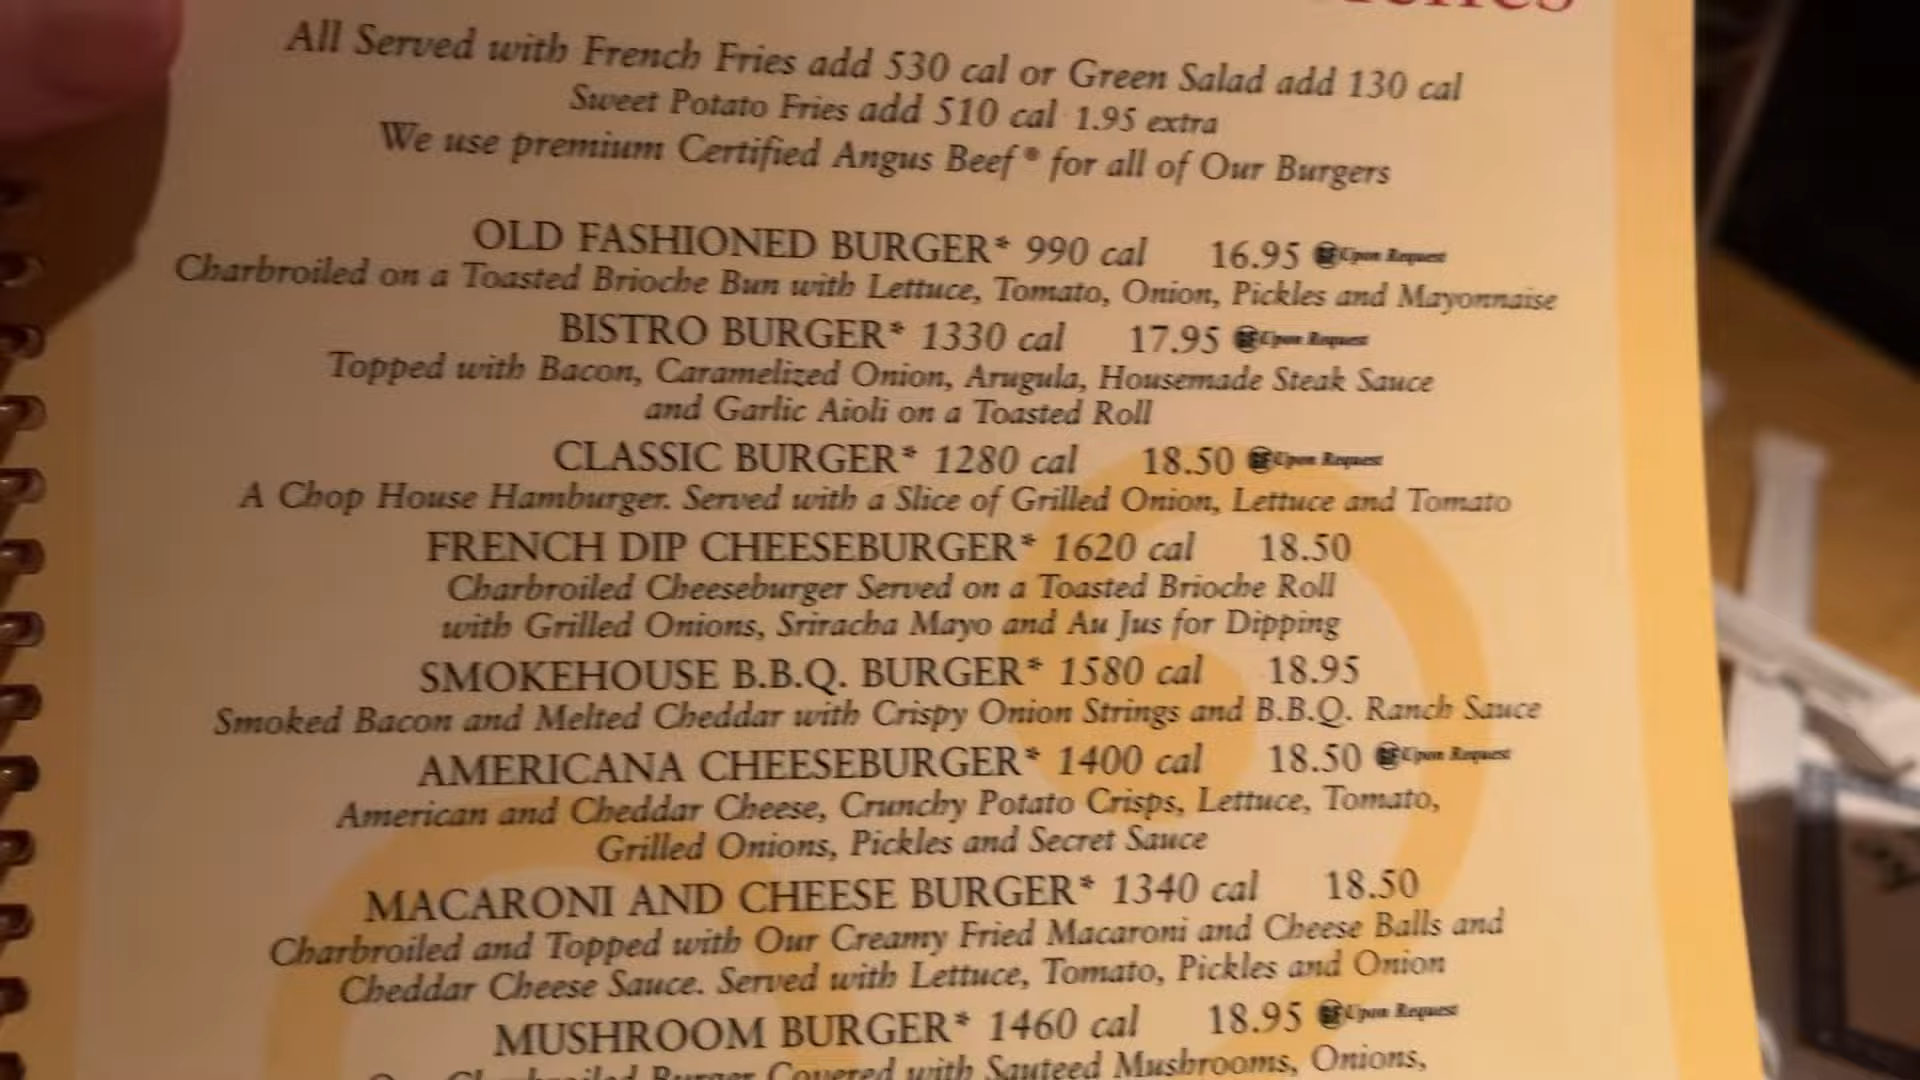 All Served with French Fries add 530 cal or Green Salad add 130 cal
Sweet Potato Fries add 510 cal 1.95 extra
We use premium Certified Angus Beef® for all of Our Burgers
OLD FASHIONED BURGER* 990 cal 16.95 GF Upon Request
Charbroiled on a Toasted Brioche Bun with Lettuce, Tomato, Onion, Pickles and Mayonnaise
BISTRO BURGER* 1330 cal 17.95 GF Upon Request
Topped with Bacon, Caramelized Onion, Arugula, Housemade Steak Sauce
and Garlic Aioli on a Toasted Roll
CLASSIC BURGER* 1280 cal 18.50 GF Upon Request
A Chop House Hamburger. Served with a Slice of Grilled Onion, Lettuce and Tomato
FRENCH DIP CHEESEBURGER* 1620 cal 18.50
Charbroiled Cheeseburger Served on a Toasted Brioche Roll
with Grilled Onions, Sriracha Mayo and Au Jus for Dipping
SMOKEHOUSE B.B.Q. BURGER* 1580 cal 18.95
Smoked Bacon and Melted Cheddar with Crispy Onion Strings and B.B.Q. Ranch Sauce
AMERICANA CHEESEBURGER* 1400 cal 18.50 GF Upon Request
American and Cheddar Cheese, Crunchy Potato Crisps, Lettuce, Tomato,
Grilled Onions, Pickles and Secret Sauce
MACARONI AND CHEESE BURGER* 1340 cal 18.50
Charbroiled and Topped with Our Creamy Fried Macaroni and Cheese Balls and
Cheddar Cheese Sauce. Served with Lettuce, Tomato, Pickles and Onion
MUSHROOM BURGER* 1460 cal 18.95 GF Upon Request
Charbroiled Burger Covered with Sauteed Mushrooms, Onions,